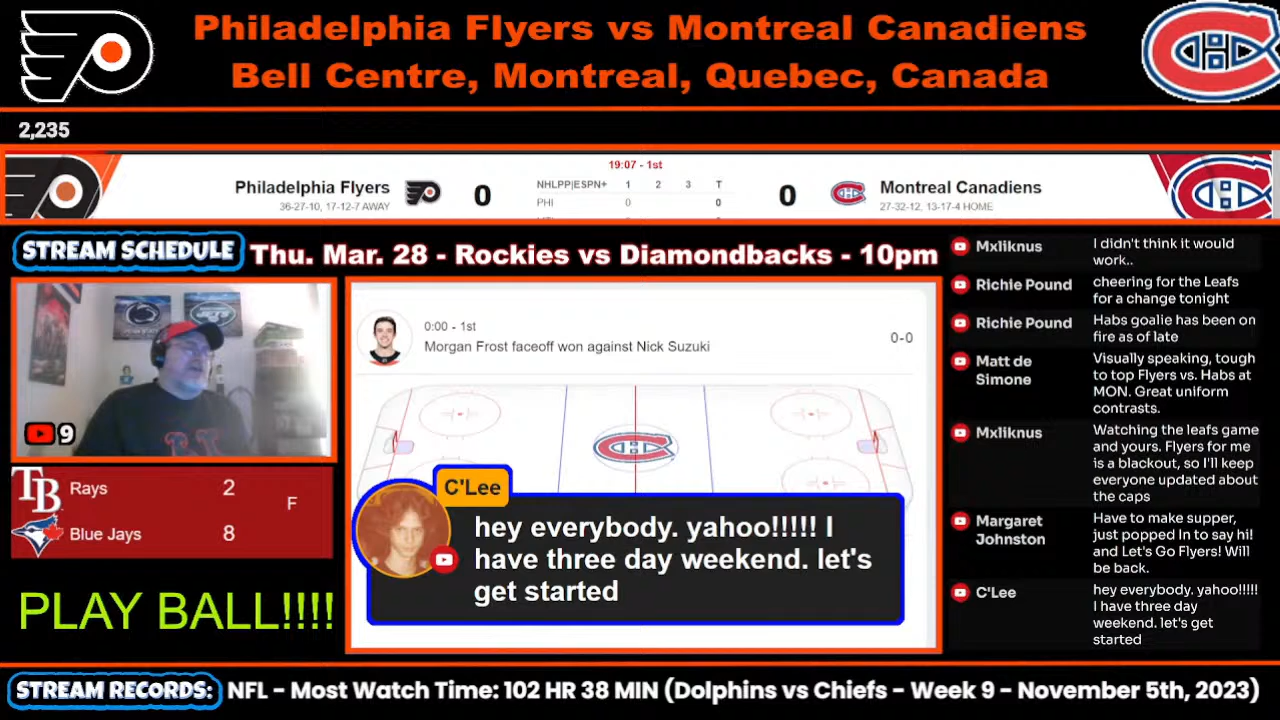 Philadelphia Flyers vs Montreal Canadiens
Bell Centre, Montreal, Quebec, Canada
2,235
19:07 - 1st
Philadelphia Flyers
36-27-10, 17-12-7 AWAY
0
NHLPP|ESPN+ 1 2 3 T
PHI 0 0
0
Montreal Canadiens
27-32-12, 13-17-4 HOME
STREAM SCHEDULE
Thu. Mar. 28 - Rockies vs Diamondbacks - 10pm
JETS
9
TB
Rays 2
F
Blue Jays 8
PLAY BALL!!!!
0:00 - 1st
Morgan Frost faceoff won against Nick Suzuki
0-0
C'Lee
hey everybody. yahoo!!!!! I
have three day weekend. let's
get started
Mxliknus
I didn't think it would
work..
Richie Pound
cheering for the Leafs
for a change tonight
Richie Pound
Habs goalie has been on
fire as of late
Matt de
Simone
Visually speaking, tough
to top Flyers vs. Habs at
MON. Great uniform
contrasts.
Mxliknus
Watching the leafs game
and yours. Flyers for me
is a blackout, so I'll keep
everyone updated about
the caps
Margaret
Johnston
Have to make supper,
just popped In to say hi!
and Let's Go Flyers! Will
be back.
C'Lee
hey everybody. yahoo!!!!!
I have three day
weekend. let's get
started
STREAM RECORDS:
NFL - Most Watch Time: 102 HR 38 MIN (Dolphins vs Chiefs - Week 9 - November 5th, 2023)